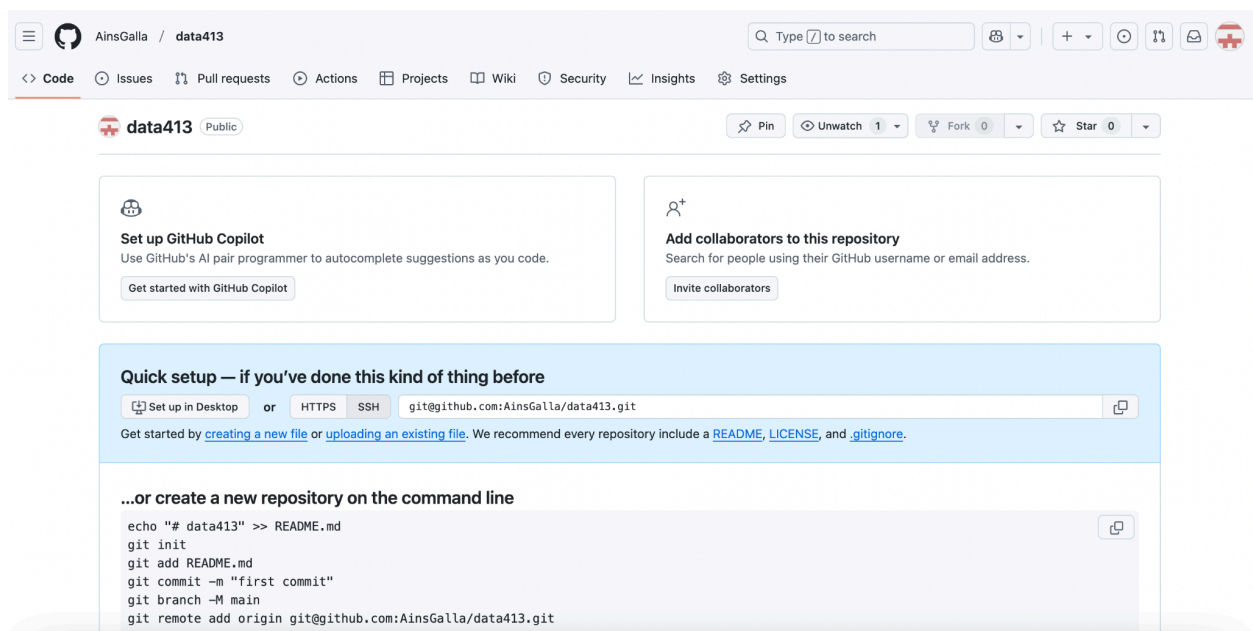 AinsGalla / data413
Type / to search
Code Issues Pull requests Actions Projects Wiki Security Insights Settings
data413 Public
Pin Unwatch 1 Fork 0 Star 0
Set up GitHub Copilot
Use GitHub's AI pair programmer to autocomplete suggestions as you code.
Get started with GitHub Copilot
Add collaborators to this repository
Search for people using their GitHub username or email address.
Invite collaborators
Quick setup — if you've done this kind of thing before
Set up in Desktop or HTTPS SSH git@github.com:AinsGalla/data413.git
Get started by creating a new file or uploading an existing file. We recommend every repository include a README, LICENSE, and .gitignore.
…or create a new repository on the command line
echo "# data413" >> README.md
git init
git add README.md
git commit -m "first commit"
git branch -M main
git remote add origin git@github.com:AinsGalla/data413.git